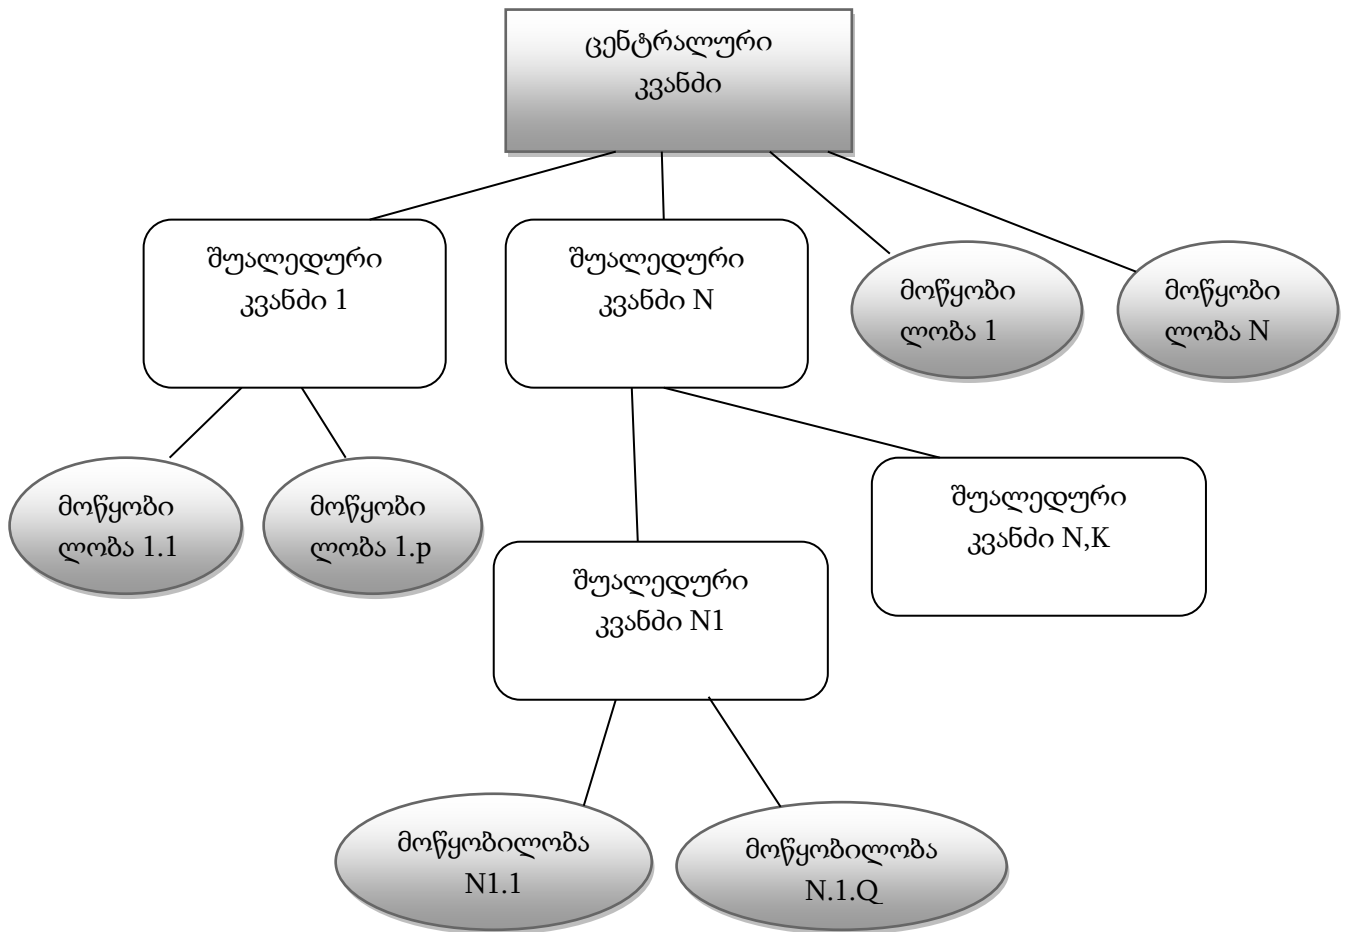 ცენტრალური
კვანძი
შუალედური
კვანძი 1
შუალედური
კვანძი N
მოწყობი
ლობა 1
მოწყობი
ლობა N
მოწყობი
ლობა 1.1
მოწყობი
ლობა 1.p
შუალედური
კვანძი N,K
შუალედური
კვანძი N1
მოწყობილობა
N1.1
მოწყობილობა
N.1.Q